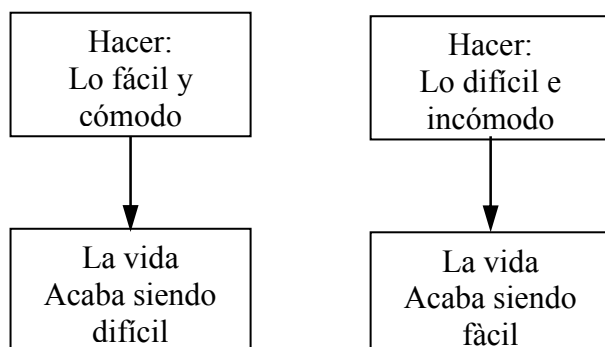 Hacer:
Lo fácil y
cómodo
La vida
Acaba siendo
difícil
Hacer:
Lo difícil e
incómodo
La vida
Acaba siendo
fàcil